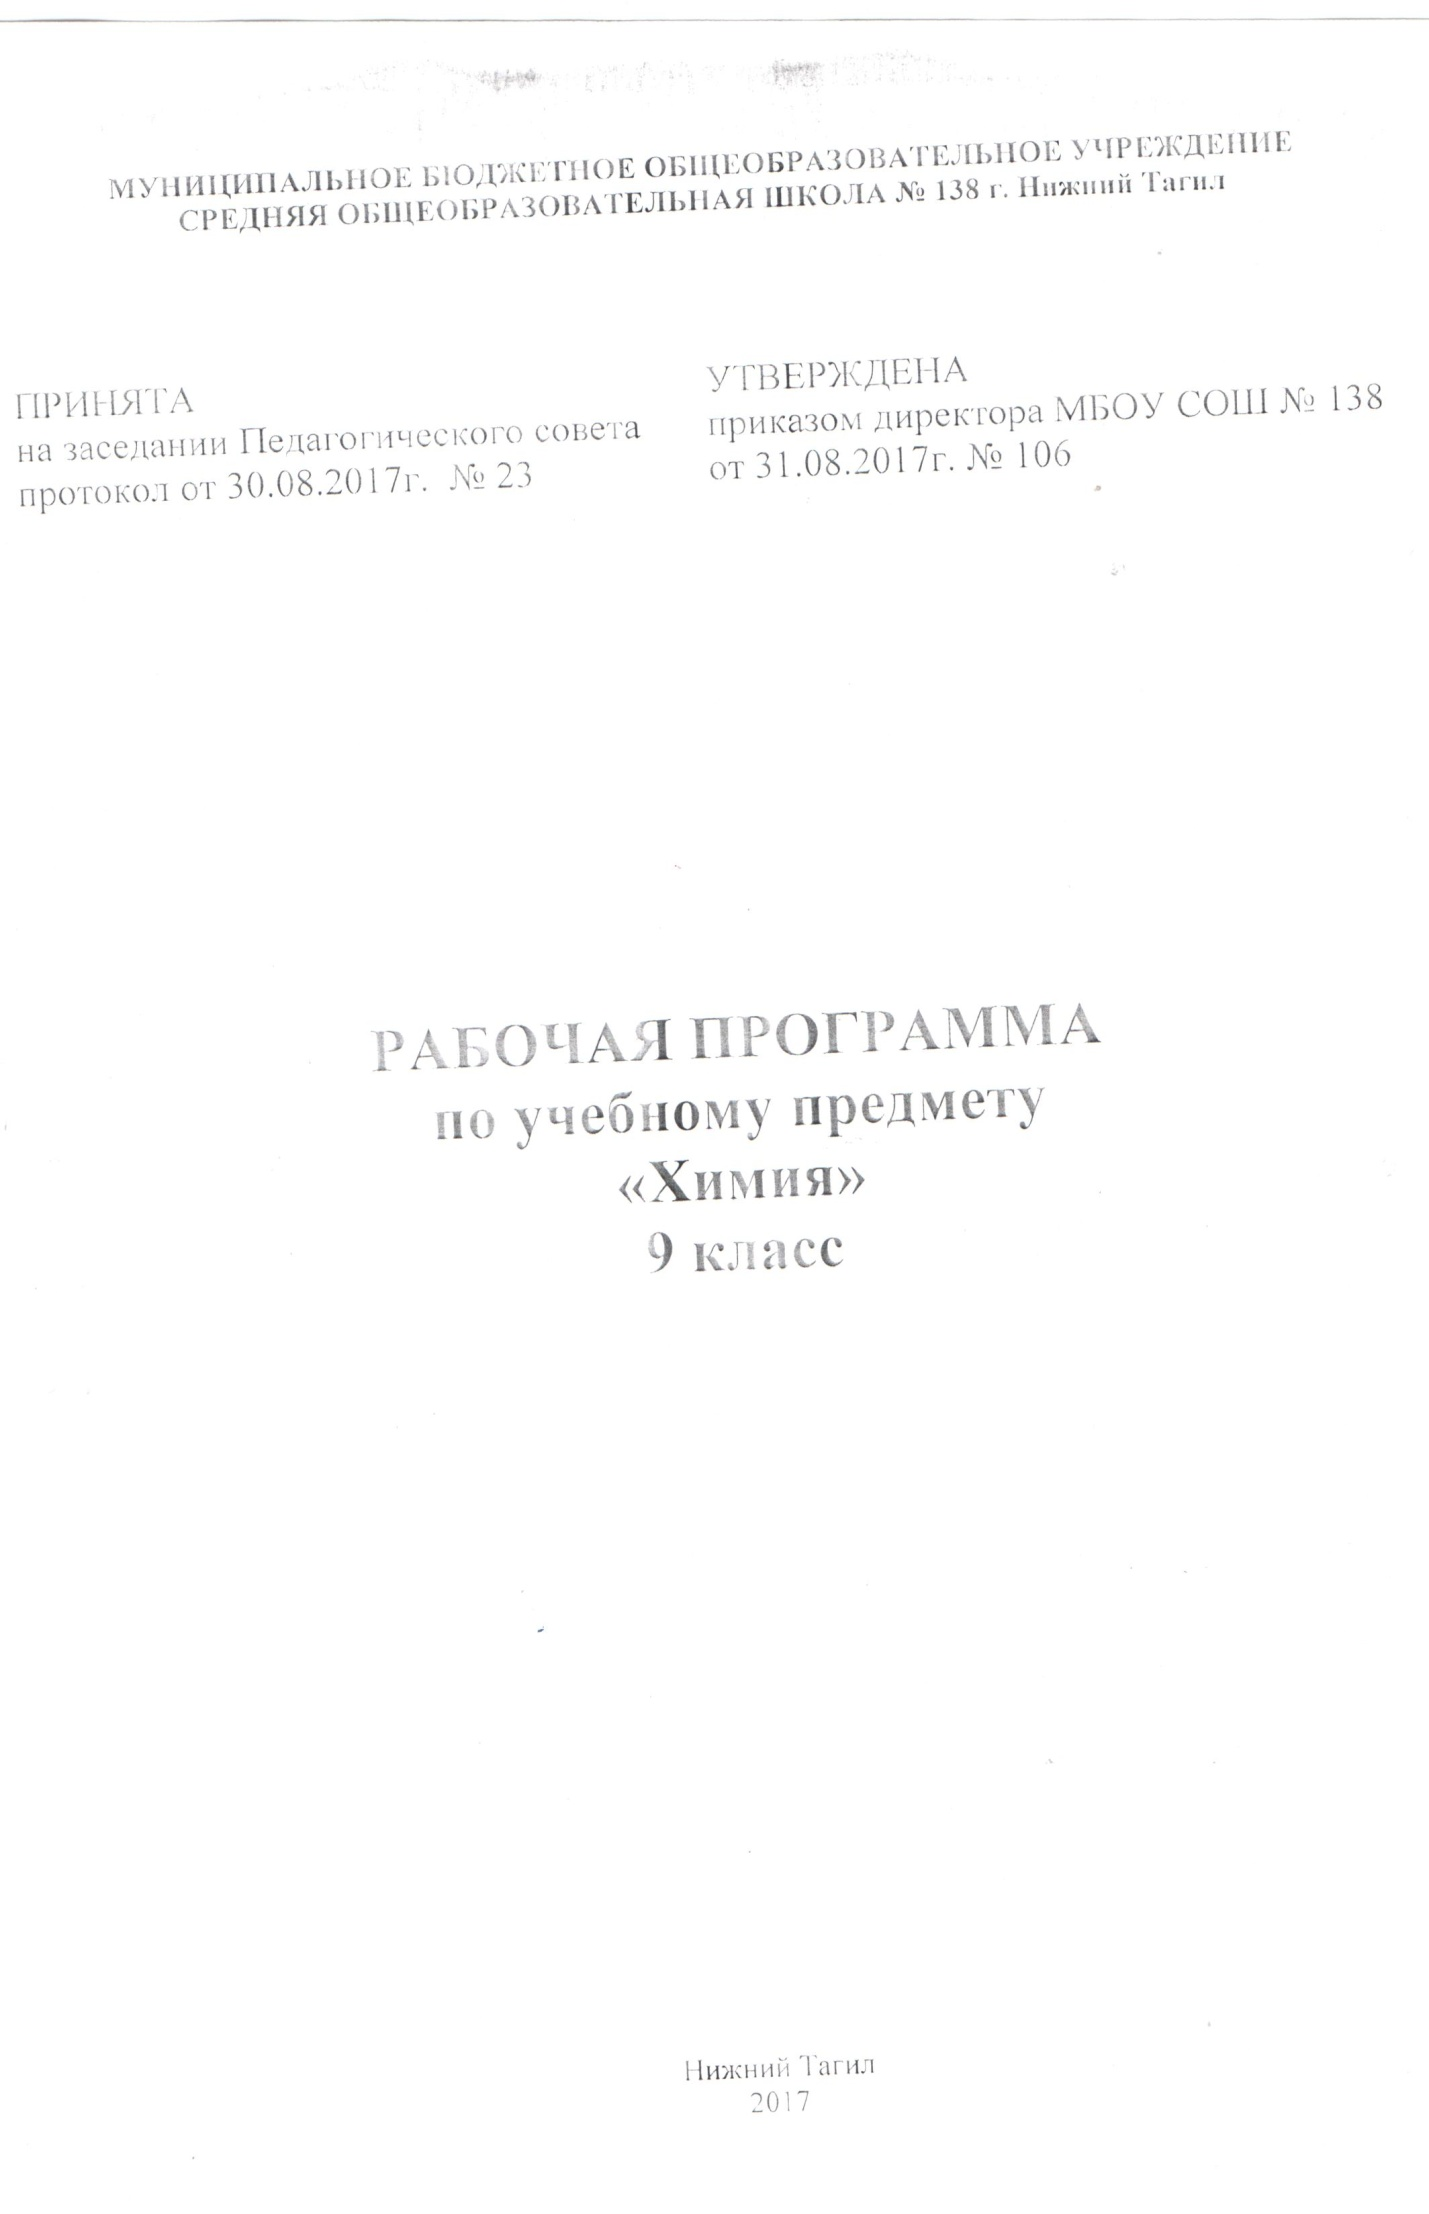 МУНИЦИПАЛЬНОЕ БЮДЖЕТНОЕ ОБЩЕОБРАЗОВАТЕЛЬНОЕ УЧРЕЖДЕНИЕ
СРЕДНЯЯ ОБЩЕОБРАЗОВАТЕЛЬНАЯ ШКОЛА № 138 г. Нижний Тагил
ПРИНЯТА
на заседании Педагогического совета
протокол от 30.08.2017г. № 23
УТВЕРЖДЕНА
приказом директора МБОУ СОШ № 138
от 31.08.2017г. № 106
РАБОЧАЯ ПРОГРАММА
по учебному предмету
«Химия»
9 класс
Нижний Тагил
2017